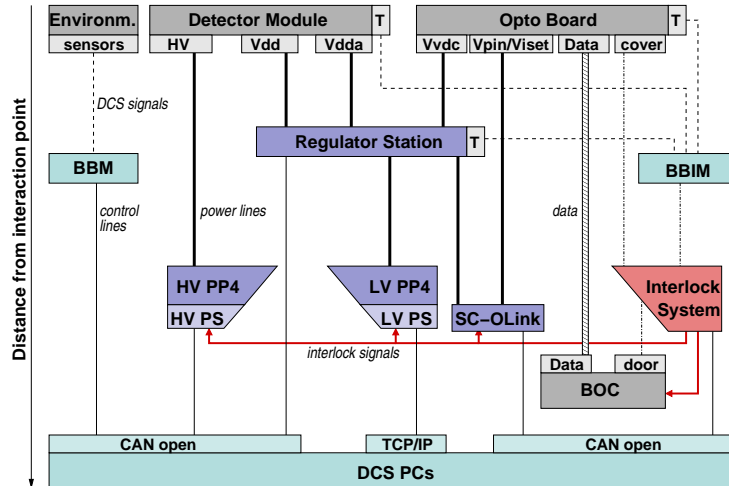 Environm.
Detector Module
T
Opto Board
T
sensors
HV
Vdd
Vdda
Vvdc
Vpin/Viset
Data
cover
DCS signals
Regulator Station
T
BBM
BBIM
control
lines
power lines
data
Distance from interaction point
HV PP4
LV PP4
Interlock
System
HV PS
LV PS
SC−OLink
interlock signals
Data
door
BOC
CAN open
TCP/IP
CAN open
DCS PCs